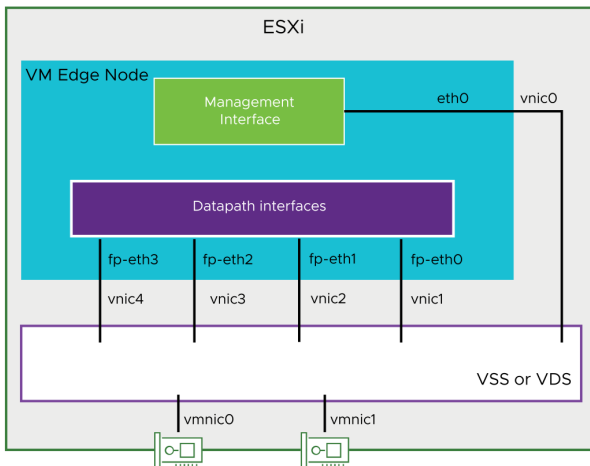 ESXi
VM Edge Node
Management
Interface
eth0 vnic0
Datapath interfaces
fp-eth3 fp-eth2 fp-eth1 fp-eth0
vnic4 vnic3 vnic2 vnic1
VSS or VDS
vmnic0 vmnic1